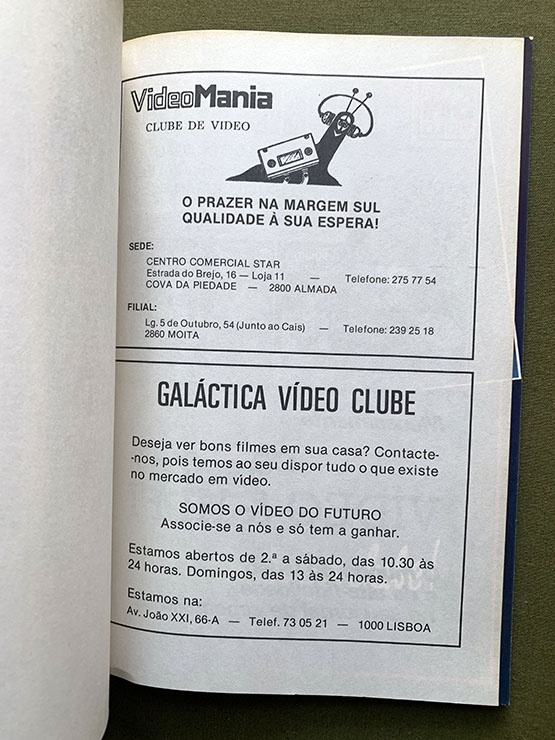 VideoMania
CLUBE DE VIDEO
O PRAZER NA MARGEM SUL
QUALIDADE À SUA ESPERA!
SEDE:
CENTRO COMERCIAL STAR
Estrada do Brejo, 16 — Loja 11 — Telefone: 275 77 54
COVA DA PIEDADE — 2800 ALMADA
FILIAL:
Lg. 5 de Outubro, 54 (Junto ao Cais) — Telefone: 239 25 18
2860 MOITA
GALÁCTICA VÍDEO CLUBE
Deseja ver bons filmes em sua casa? Contacte-
-nos, pois temos ao seu dispor tudo o que existe
no mercado em vídeo.
SOMOS O VÍDEO DO FUTURO
Associe-se a nós e só tem a ganhar.
Estamos abertos de 2.ª a sábado, das 10.30 às
24 horas. Domingos, das 13 às 24 horas.
Estamos na:
Av. João XXI, 66-A — Telef. 73 05 21 — 1000 LISBOA